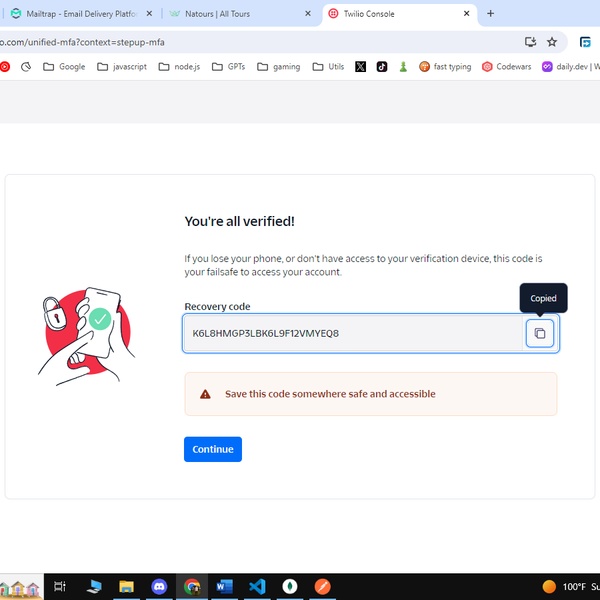 Mailtrap - Email Delivery Platfo
Natours | All Tours
Twilio Console
o.com/unified-mfa?context=stepup-mfa
Google
javascript
node.js
GPTs
gaming
Utils
fast typing
Codewars
daily.dev | W
You're all verified!
If you lose your phone, or don't have access to your verification device, this code is
your failsafe to access your account.
Copied
Recovery code
K6L8HMGP3LBK6L9F12VMYEQ8
Save this code somewhere safe and accessible
Continue
100°F Su